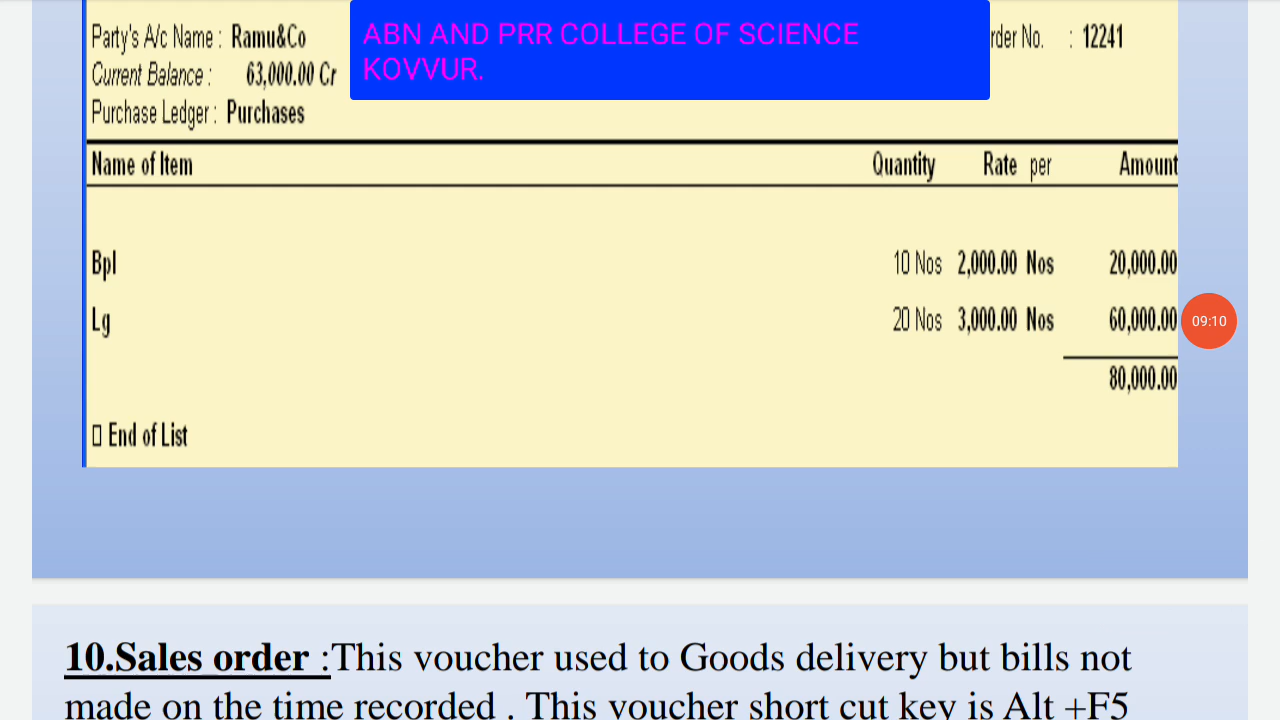 Party's A/c Name : Ramu&Co
ABN AND PRR COLLEGE OF SCIENCE
KOVVUR.
rder No. : 12241
Current Balance : 63,000.00 Cr
Purchase Ledger : Purchases
Name of Item Quantity Rate per Amount
Bpl 10 Nos 2,000.00 Nos 20,000.00
Lg 20 Nos 3,000.00 Nos 60,000.00
09:10
80,000.00
End of List
10.Sales order :This voucher used to Goods delivery but bills not
made on the time recorded . This voucher short cut key is Alt +F5